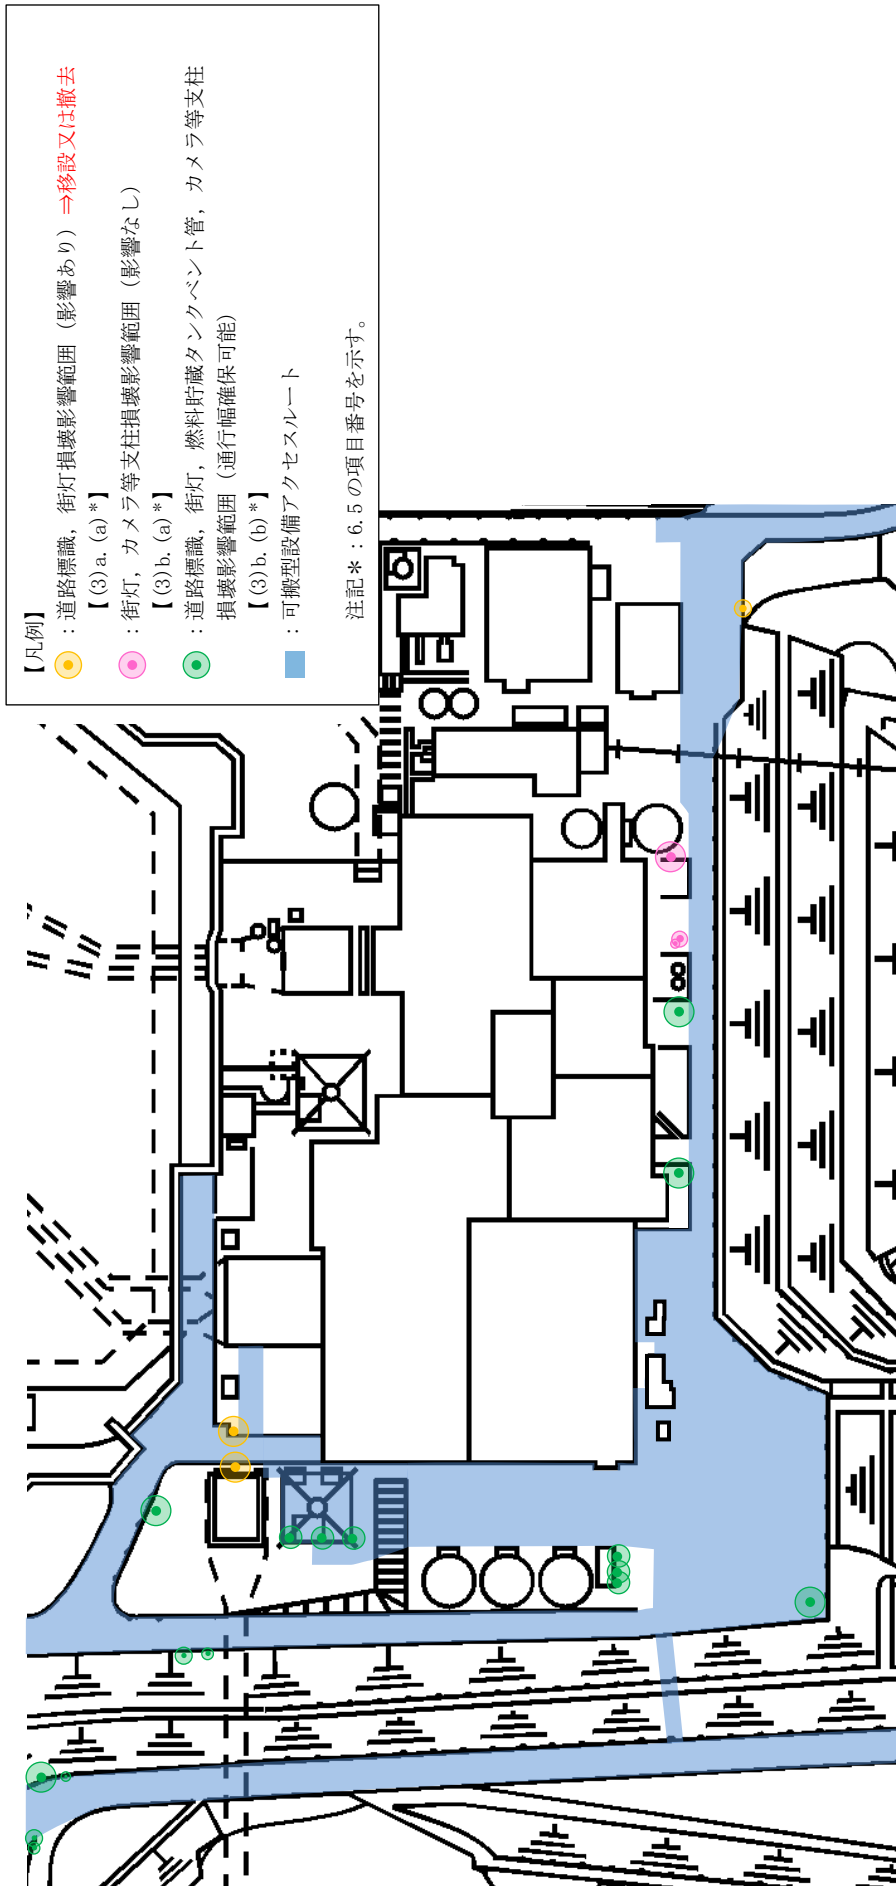 【凡例】
：道路標識，街灯損壊影響範囲（影響あり）⇒移設又は撤去
【(3)a.(a)*】
：街灯，カメラ等支柱損壊影響範囲（影響なし）
【(3)b.(a)*】
：道路標識，街灯，燃料貯蔵タンクベント管，カメラ等支柱
損壊影響範囲（通行幅確保可能）
【(3)b.(b)*】
：可搬型設備アクセスルート
注記＊：6.5の項目番号を示す。